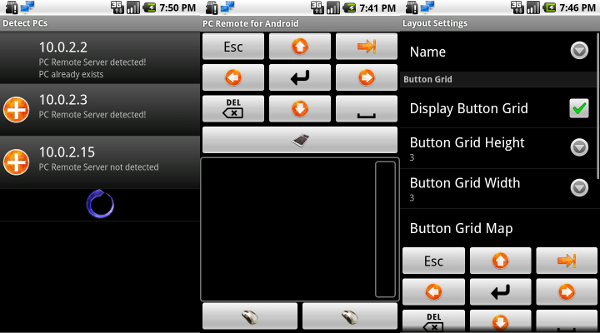 7:50 PM
Detect PCs
10.0.2.2
PC Remote Server detected!
PC already exists
10.0.2.3
PC Remote Server detected!
10.0.2.15
PC Remote Server not detected
3G
7:41 PM
PC Remote for Android
Esc
DEL
3G
7:46 PM
Layout Settings
Name
Button Grid
Display Button Grid
Button Grid Height
3
Button Grid Width
3
Button Grid Map
Esc
DEL